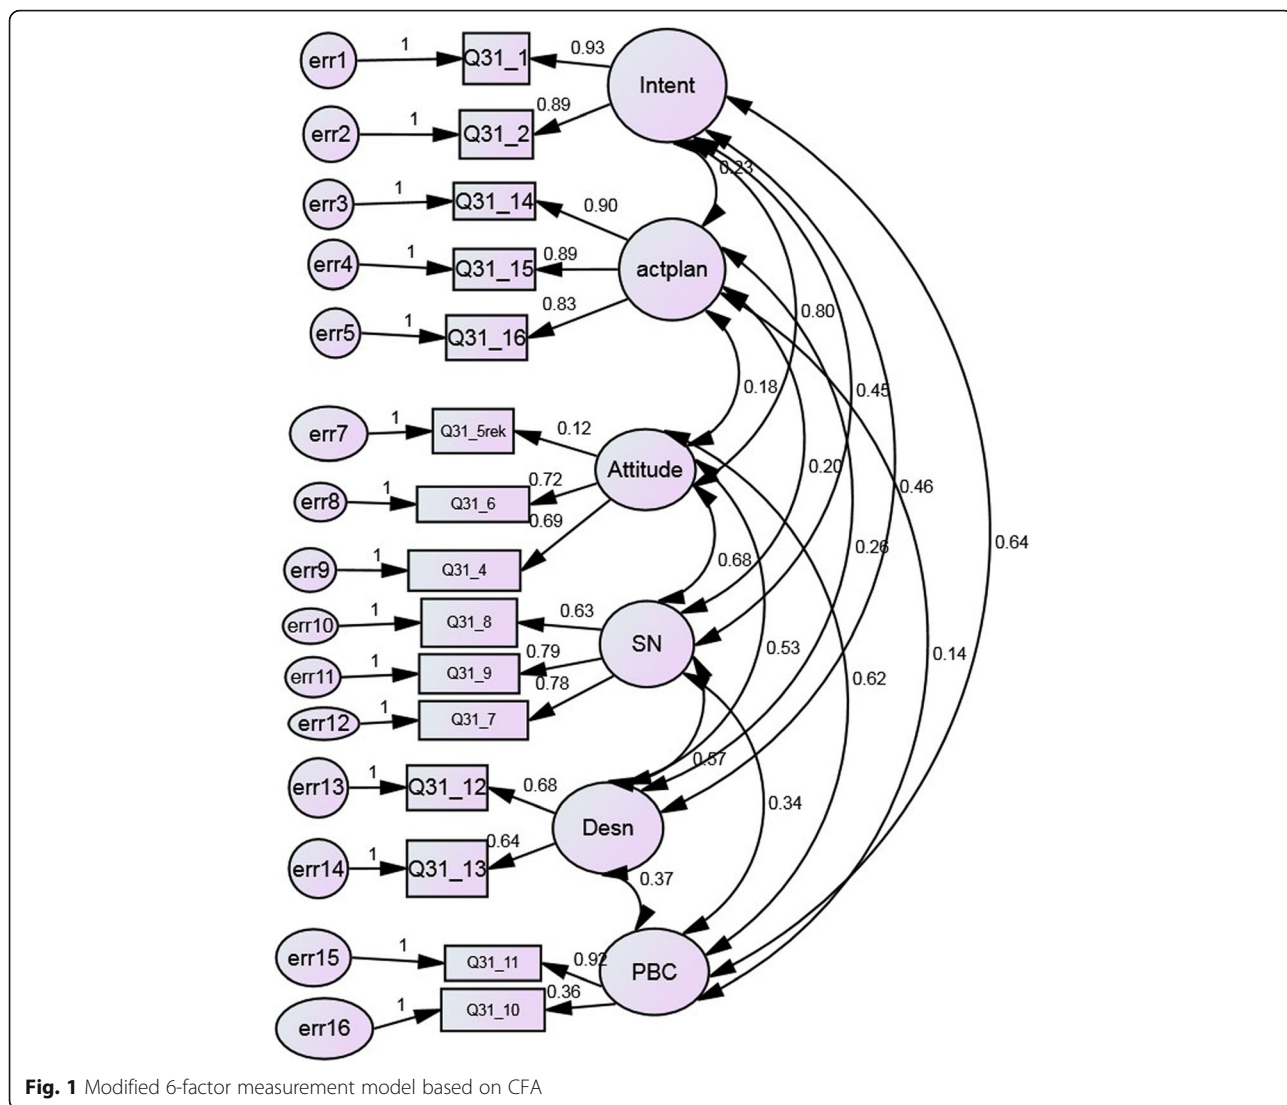 err1 1 Q31_1 0.93 Intent
err2 1 Q31_2 0.89
0.23
err3 1 Q31_14 0.90
err4 1 Q31_15 0.89 actplan
err5 1 Q31_16 0.83
0.80
0.18
0.45
err7 1 Q31_5rek 0.12
Attitude
0.20
0.46
err8 1 Q31_6 0.72
0.69
0.26
0.64
err9 1 Q31_4
0.68
err10 1 Q31_8 0.63
SN
0.53
0.14
err11 1 Q31_9 0.79
0.62
err12 1 Q31_7 0.78
0.57
err13 1 Q31_12 0.68
0.34
Desn
err14 1 Q31_13 0.64
0.37
err15 1 Q31_11 0.92
PBC
err16 1 Q31_10 0.36
Fig. 1 Modified 6-factor measurement model based on CFA